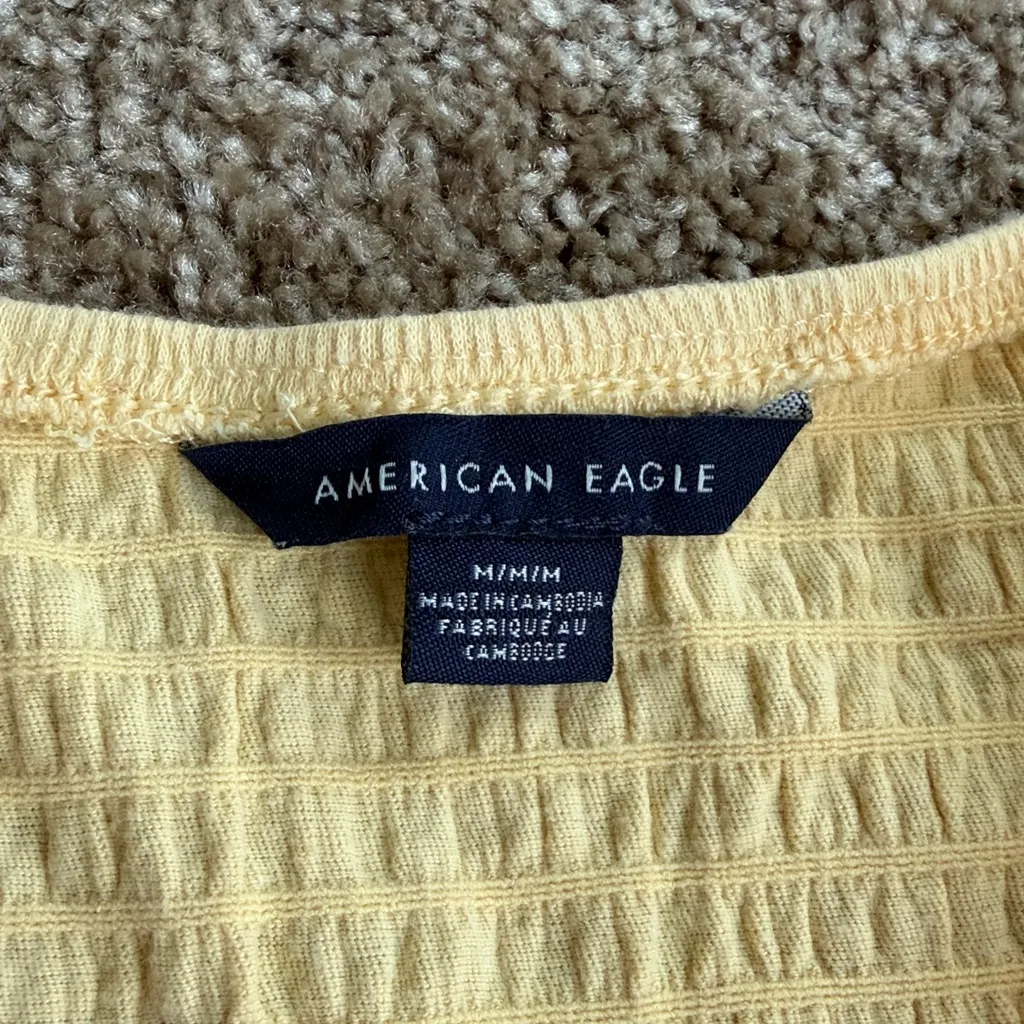 AMERICAN EAGLE
M/M/M
MADE IN CAMBODIA
FABRIQUÉ AU
CAMBODGE